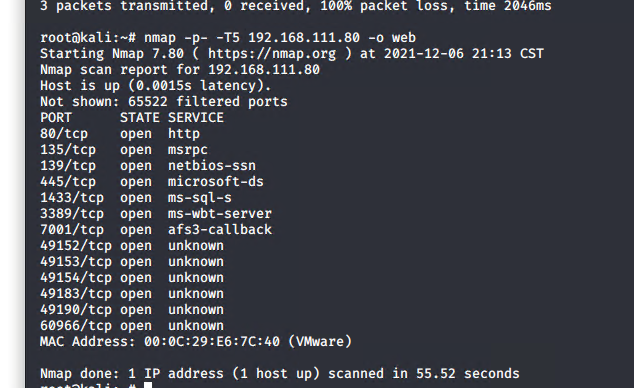 3 packets transmitted, 0 received, 100% packet loss, time 2046ms
root@kali:~# nmap -p- -T5 192.168.111.80 -o web
Starting Nmap 7.80 ( https://nmap.org ) at 2021-12-06 21:13 CST
Nmap scan report for 192.168.111.80
Host is up (0.0015s latency).
Not shown: 65522 filtered ports
PORT STATE SERVICE
80/tcp open http
135/tcp open msrpc
139/tcp open netbios-ssn
445/tcp open microsoft-ds
1433/tcp open ms-sql-s
3389/tcp open ms-wbt-server
7001/tcp open afs3-callback
49152/tcp open unknown
49153/tcp open unknown
49154/tcp open unknown
49183/tcp open unknown
49190/tcp open unknown
60966/tcp open unknown
MAC Address: 00:0C:29:E6:7C:40 (VMware)
Nmap done: 1 IP address (1 host up) scanned in 55.52 seconds
root@kali:~#